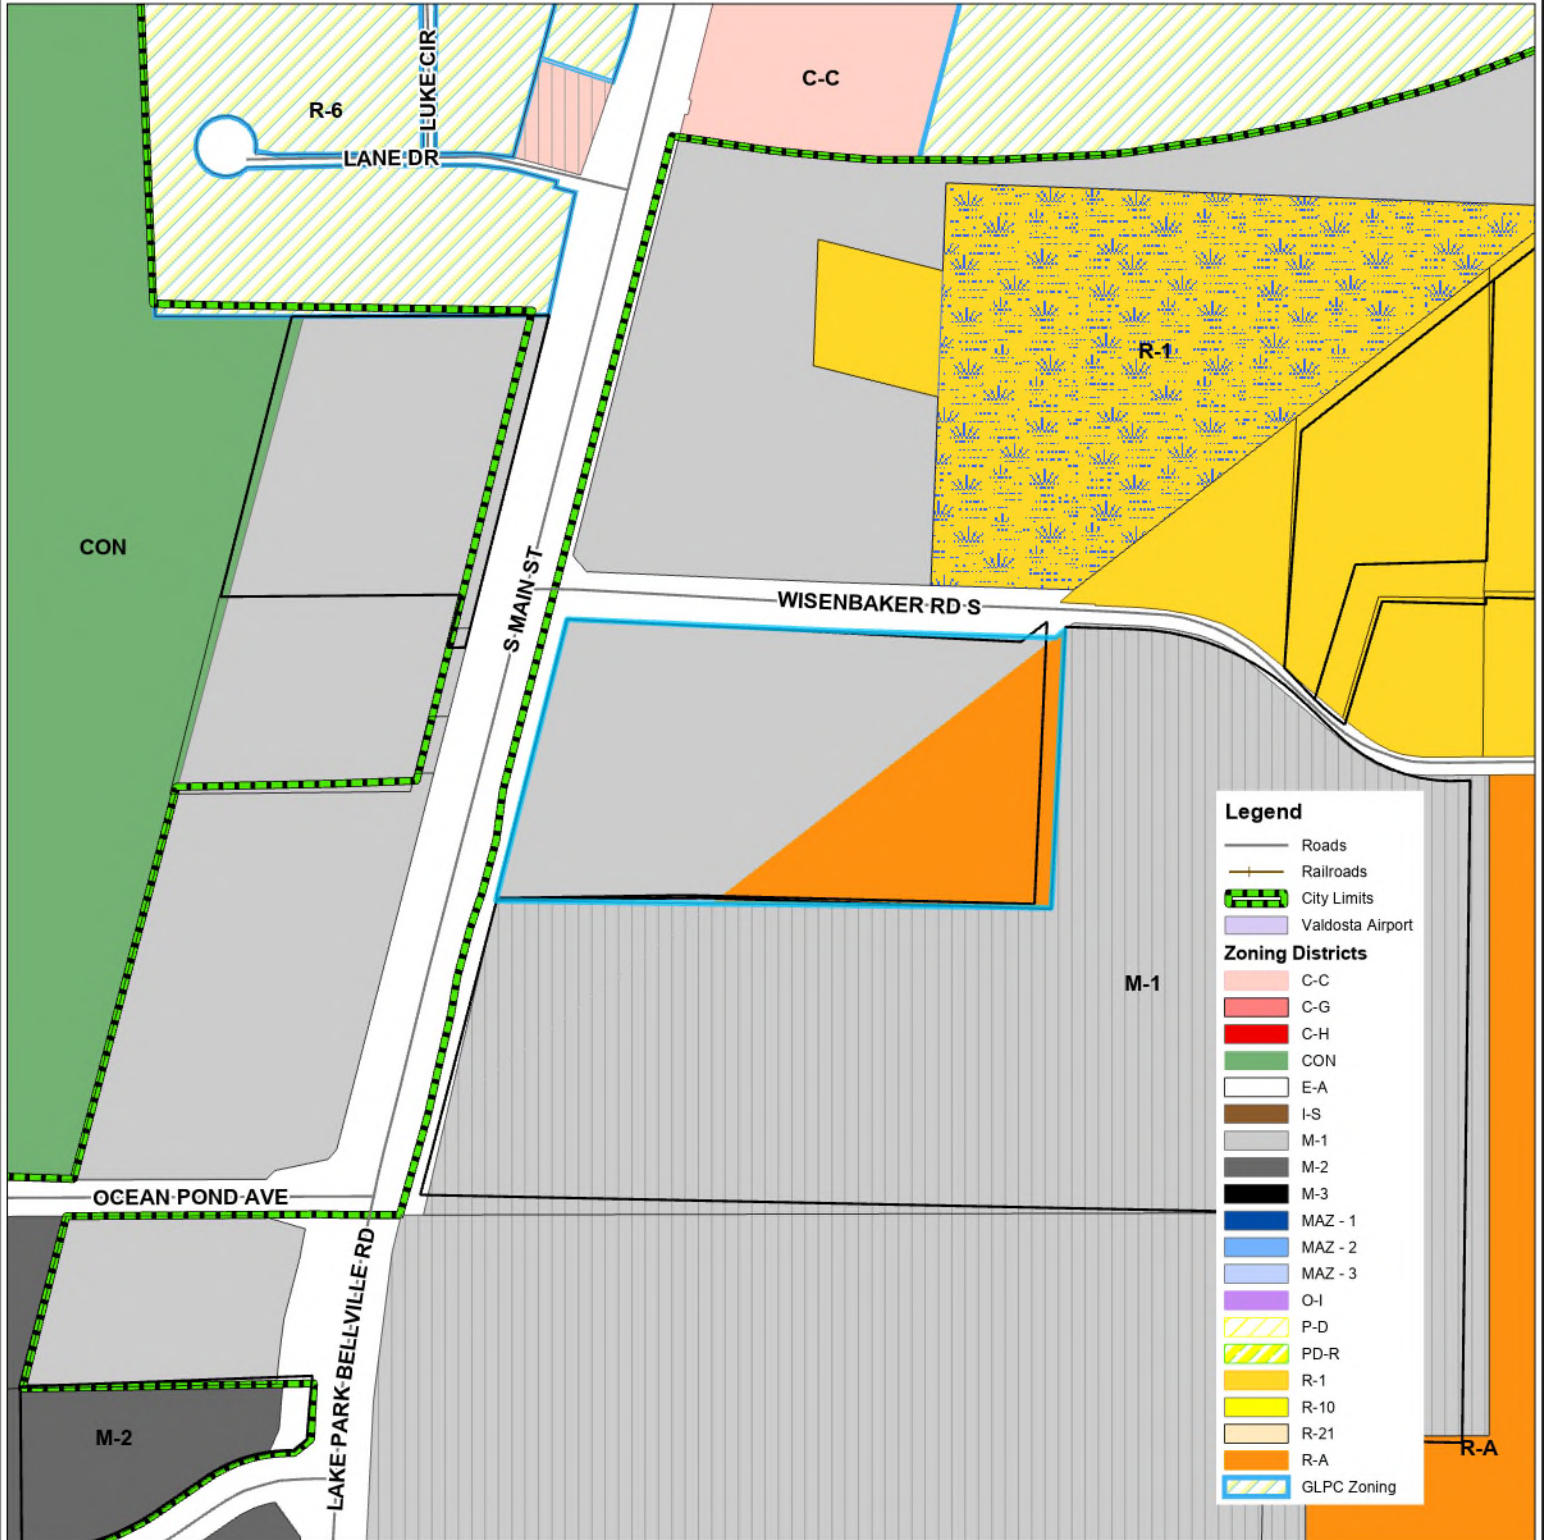 LUKE CIR
C-C
R-6
LANE DR
R-1
CON
S MAIN ST
WISENBAKER RD S
M-1
OCEAN POND AVE
LAKE PARK BELLVILLE RD
M-2
R-A
Legend
Roads
Railroads
City Limits
Valdosta Airport
Zoning Districts
C-C
C-G
C-H
CON
E-A
I-S
M-1
M-2
M-3
MAZ - 1
MAZ - 2
MAZ - 3
O-I
P-D
PD-R
R-1
R-10
R-21
R-A
GLPC Zoning